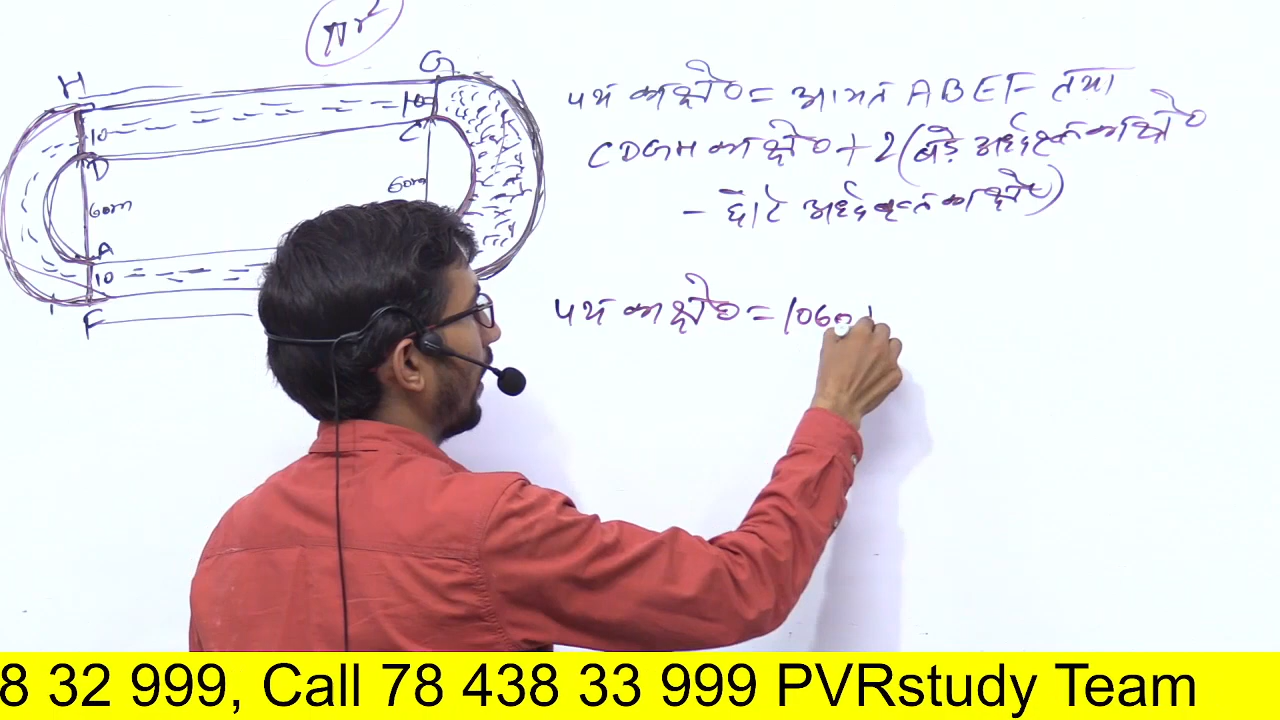 πr²
H
G
10
10
C
D
60m
60m
A
10
F
पथ का क्षे० = आयत ABEF तथा
CDGH का क्षे० + 2 (बड़े अर्धवृत्त का क्षे०
- छोटे अर्धवृत्त का क्षे०)
पथ का क्षे० = 1060
8 32 999, Call 78 438 33 999 PVRstudy Team